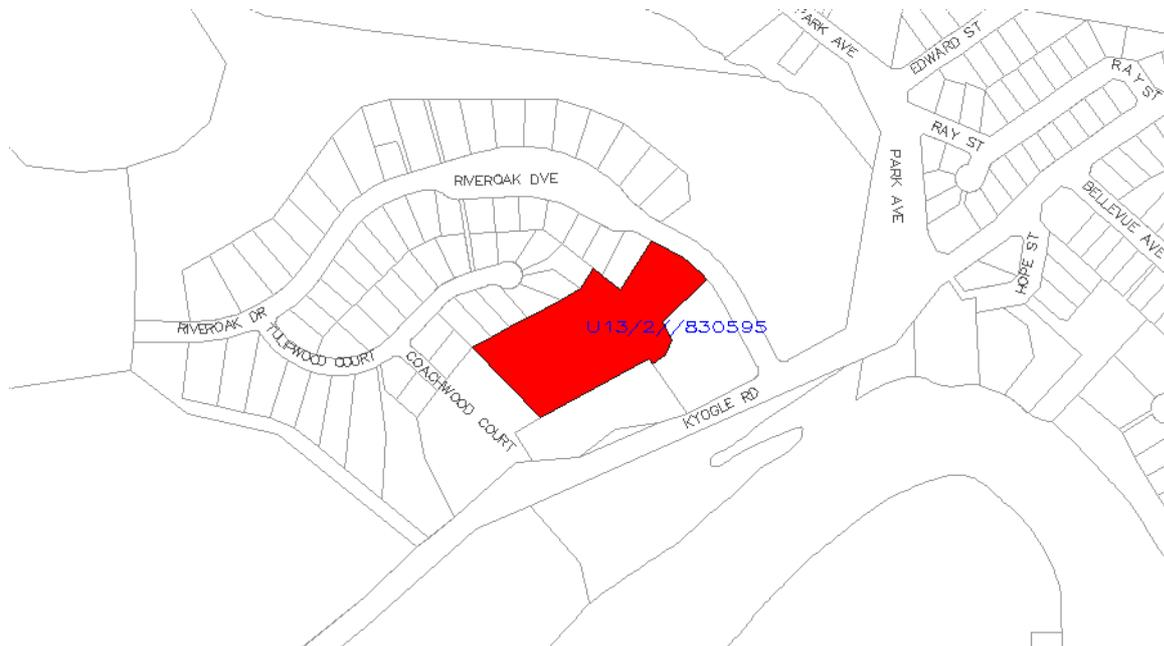 PARK AVE
EDWARD ST
RAY ST
RAY ST
PARK AVE
RIVEROAK DVE
BELLEVUE AVE
HOPE ST
RIVEROAK DR
TULIPWOOD COURT
U13/2///830595
COACHWOOD COURT
KYOGLE RD